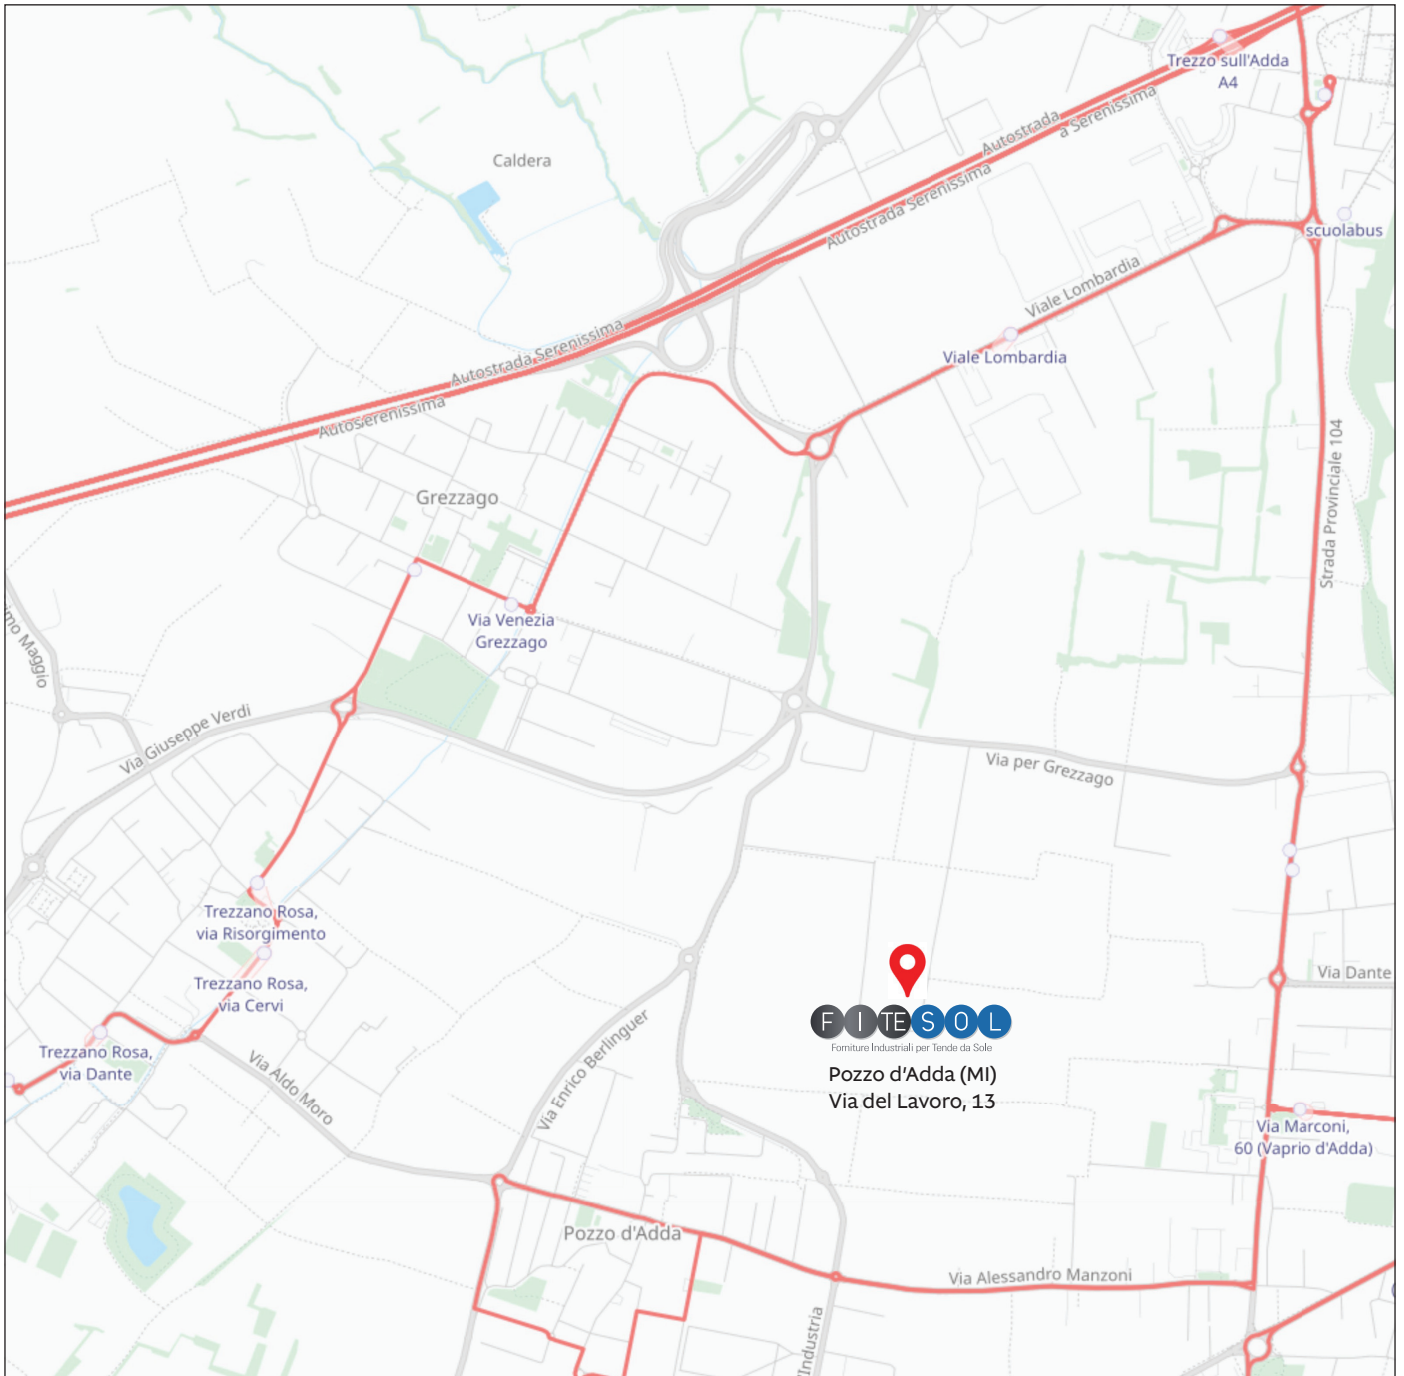 Trezzo sull'Adda
A4
Autostrada
a Serenissima
Caldera
Autostrada Serenissima
scuolabus
Viale Lombardia
Viale Lombardia
Autostrada Serenissima
Autoserenissima
Strada Provinciale 104
Grezzago
Via Venezia
Grezzago
imo Maggio
Via Giuseppe Verdi
Via per Grezzago
Trezzano Rosa,
via Risorgimento
Trezzano Rosa,
via Cervi
Via Dante
FITESOL
Forniture Industriali per Tende da Sole
Pozzo d'Adda (MI)
Via del Lavoro, 13
Trezzano Rosa,
via Dante
Via Aldo Moro
Via Enrico Berlinguer
Via Marconi,
60 (Vaprio d'Adda)
Pozzo d'Adda
Via Alessandro Manzoni
l'Industria